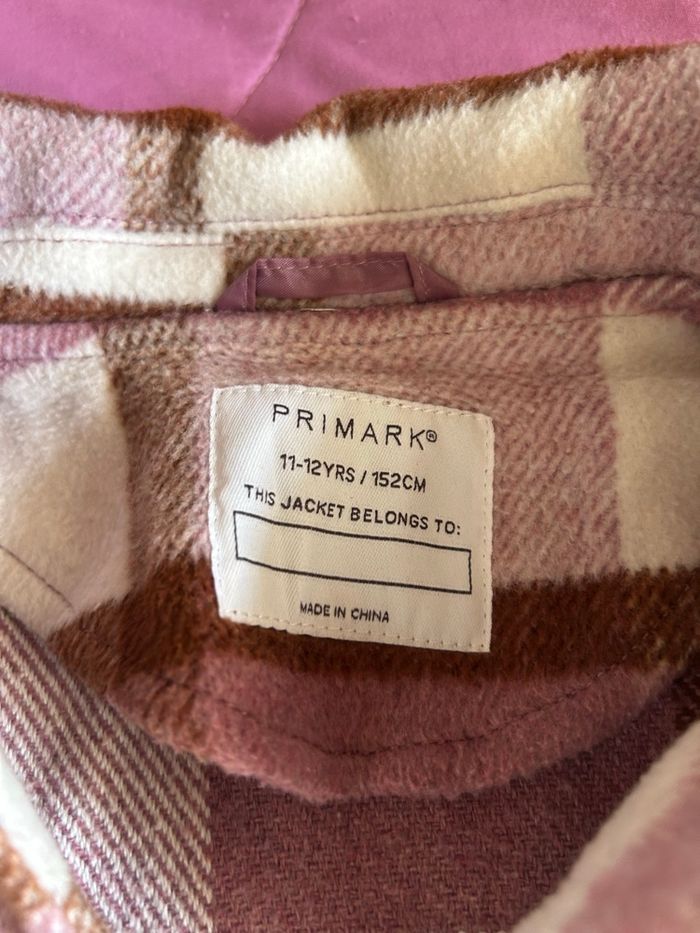 PRIMARK®
11-12YRS / 152CM
THIS JACKET BELONGS TO:
MADE IN CHINA